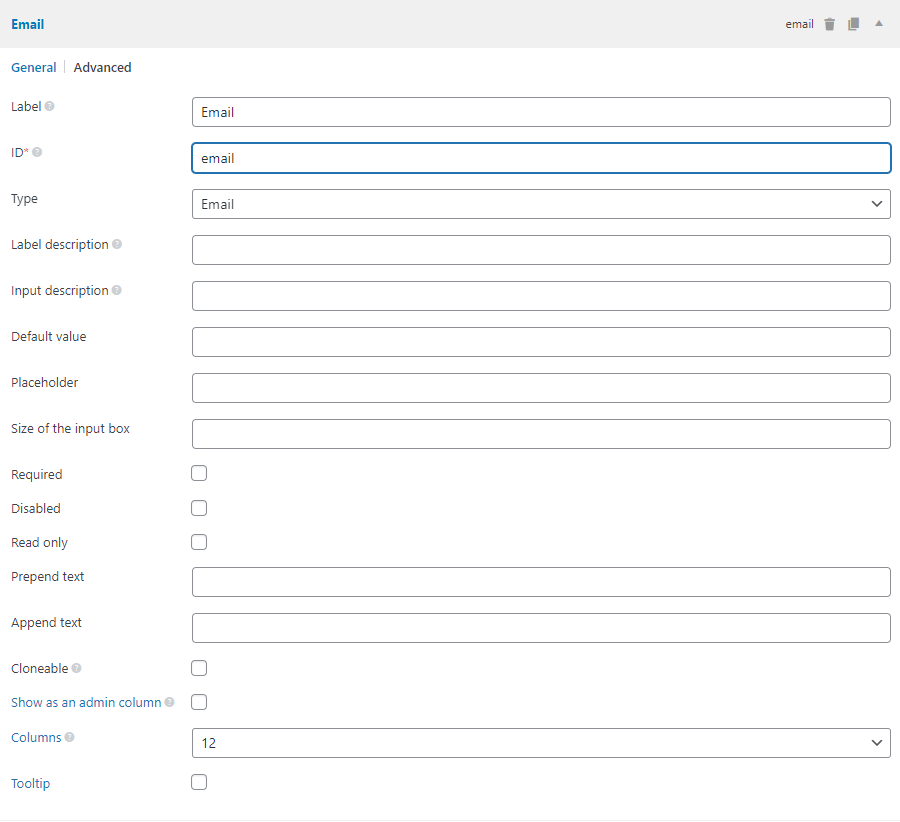 Email email
General Advanced
Label Email
ID* email
Type Email
Label description
Input description
Default value
Placeholder
Size of the input box
Required
Disabled
Read only
Prepend text
Append text
Cloneable
Show as an admin column
Columns 12
Tooltip